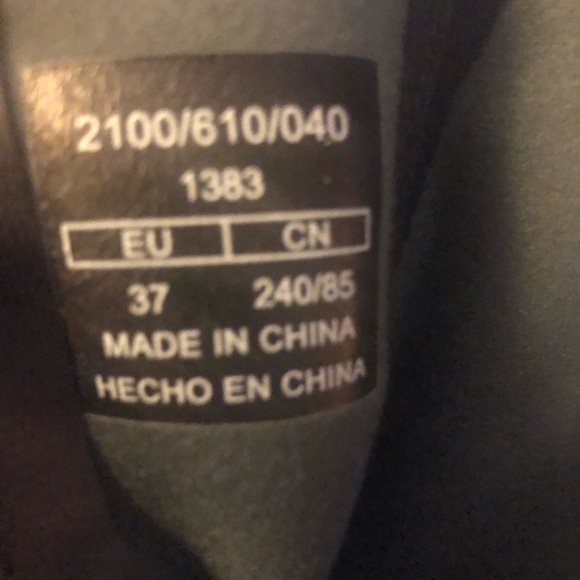 2100/610/040
1383
EU CN
37 240/85
MADE IN CHINA
HECHO EN CHINA